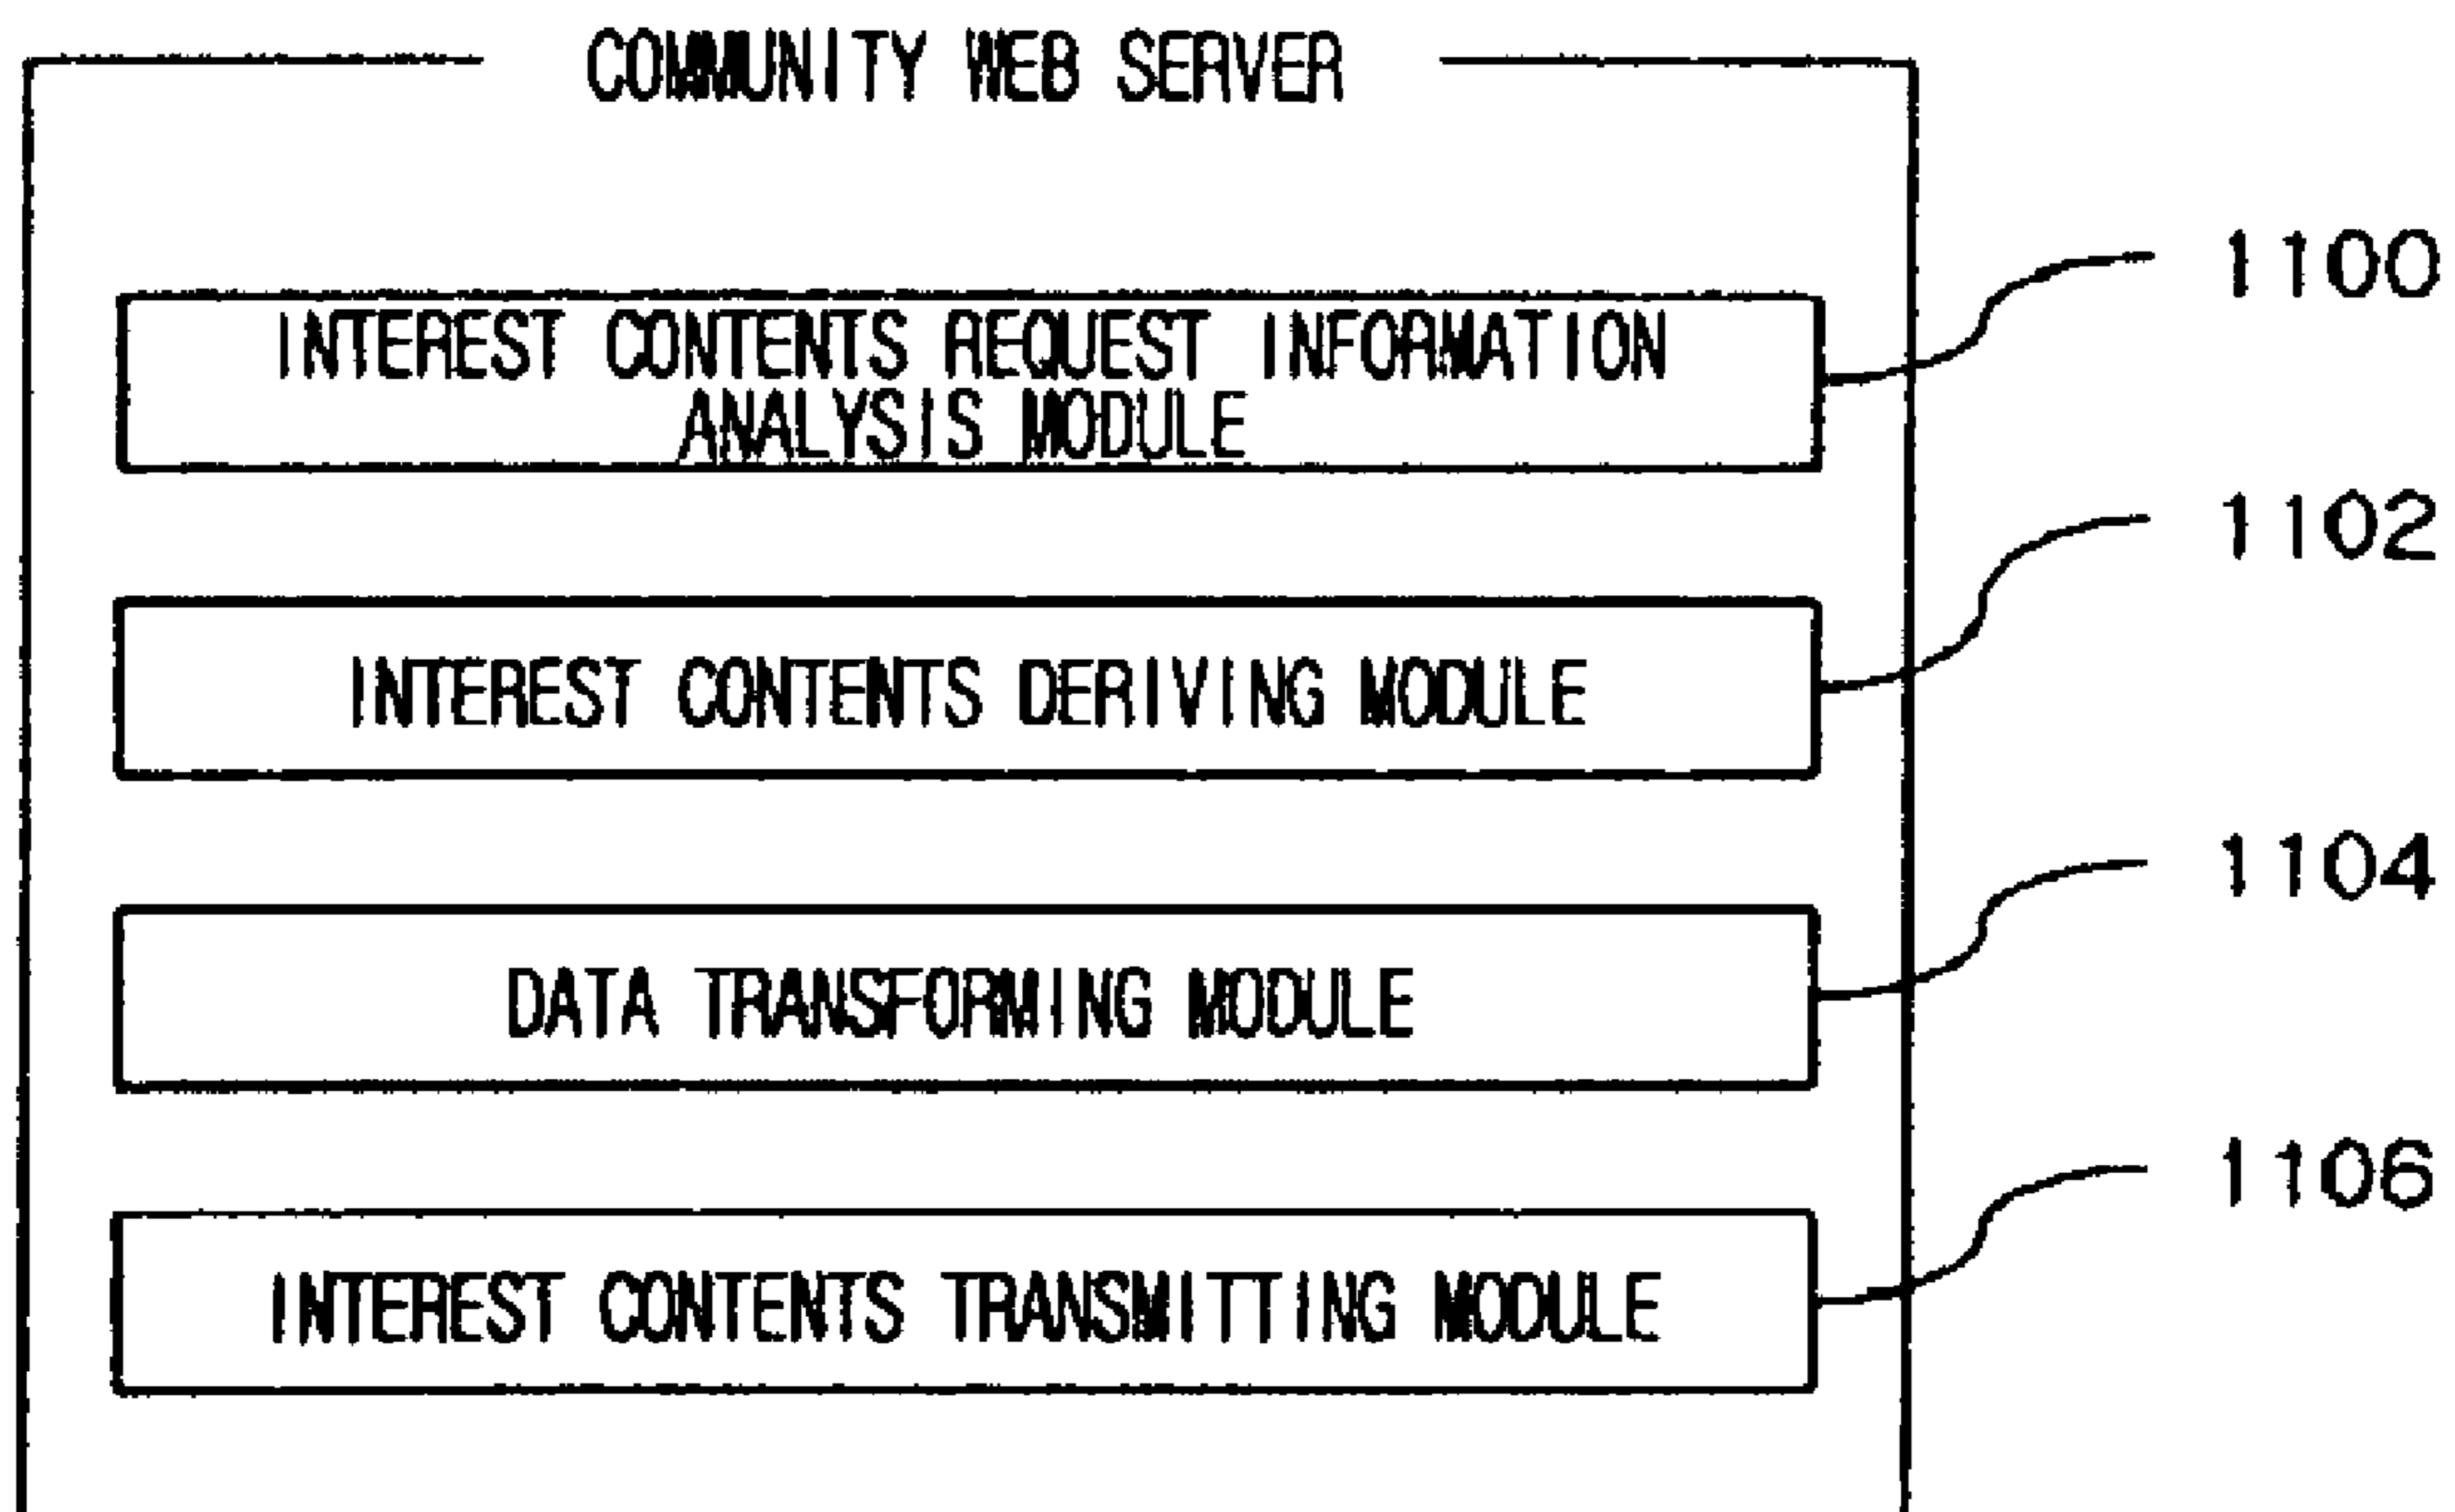 COMMUNITY WEB SERVER
1100
INTEREST CONTENTS REQUEST INFORMATION
ANALYSIS MODULE
1102
INTEREST CONTENTS DERIVING MODULE
1104
DATA TRANSFORMING MODULE
1106
INTEREST CONTENTS TRANSMITTING MODULE